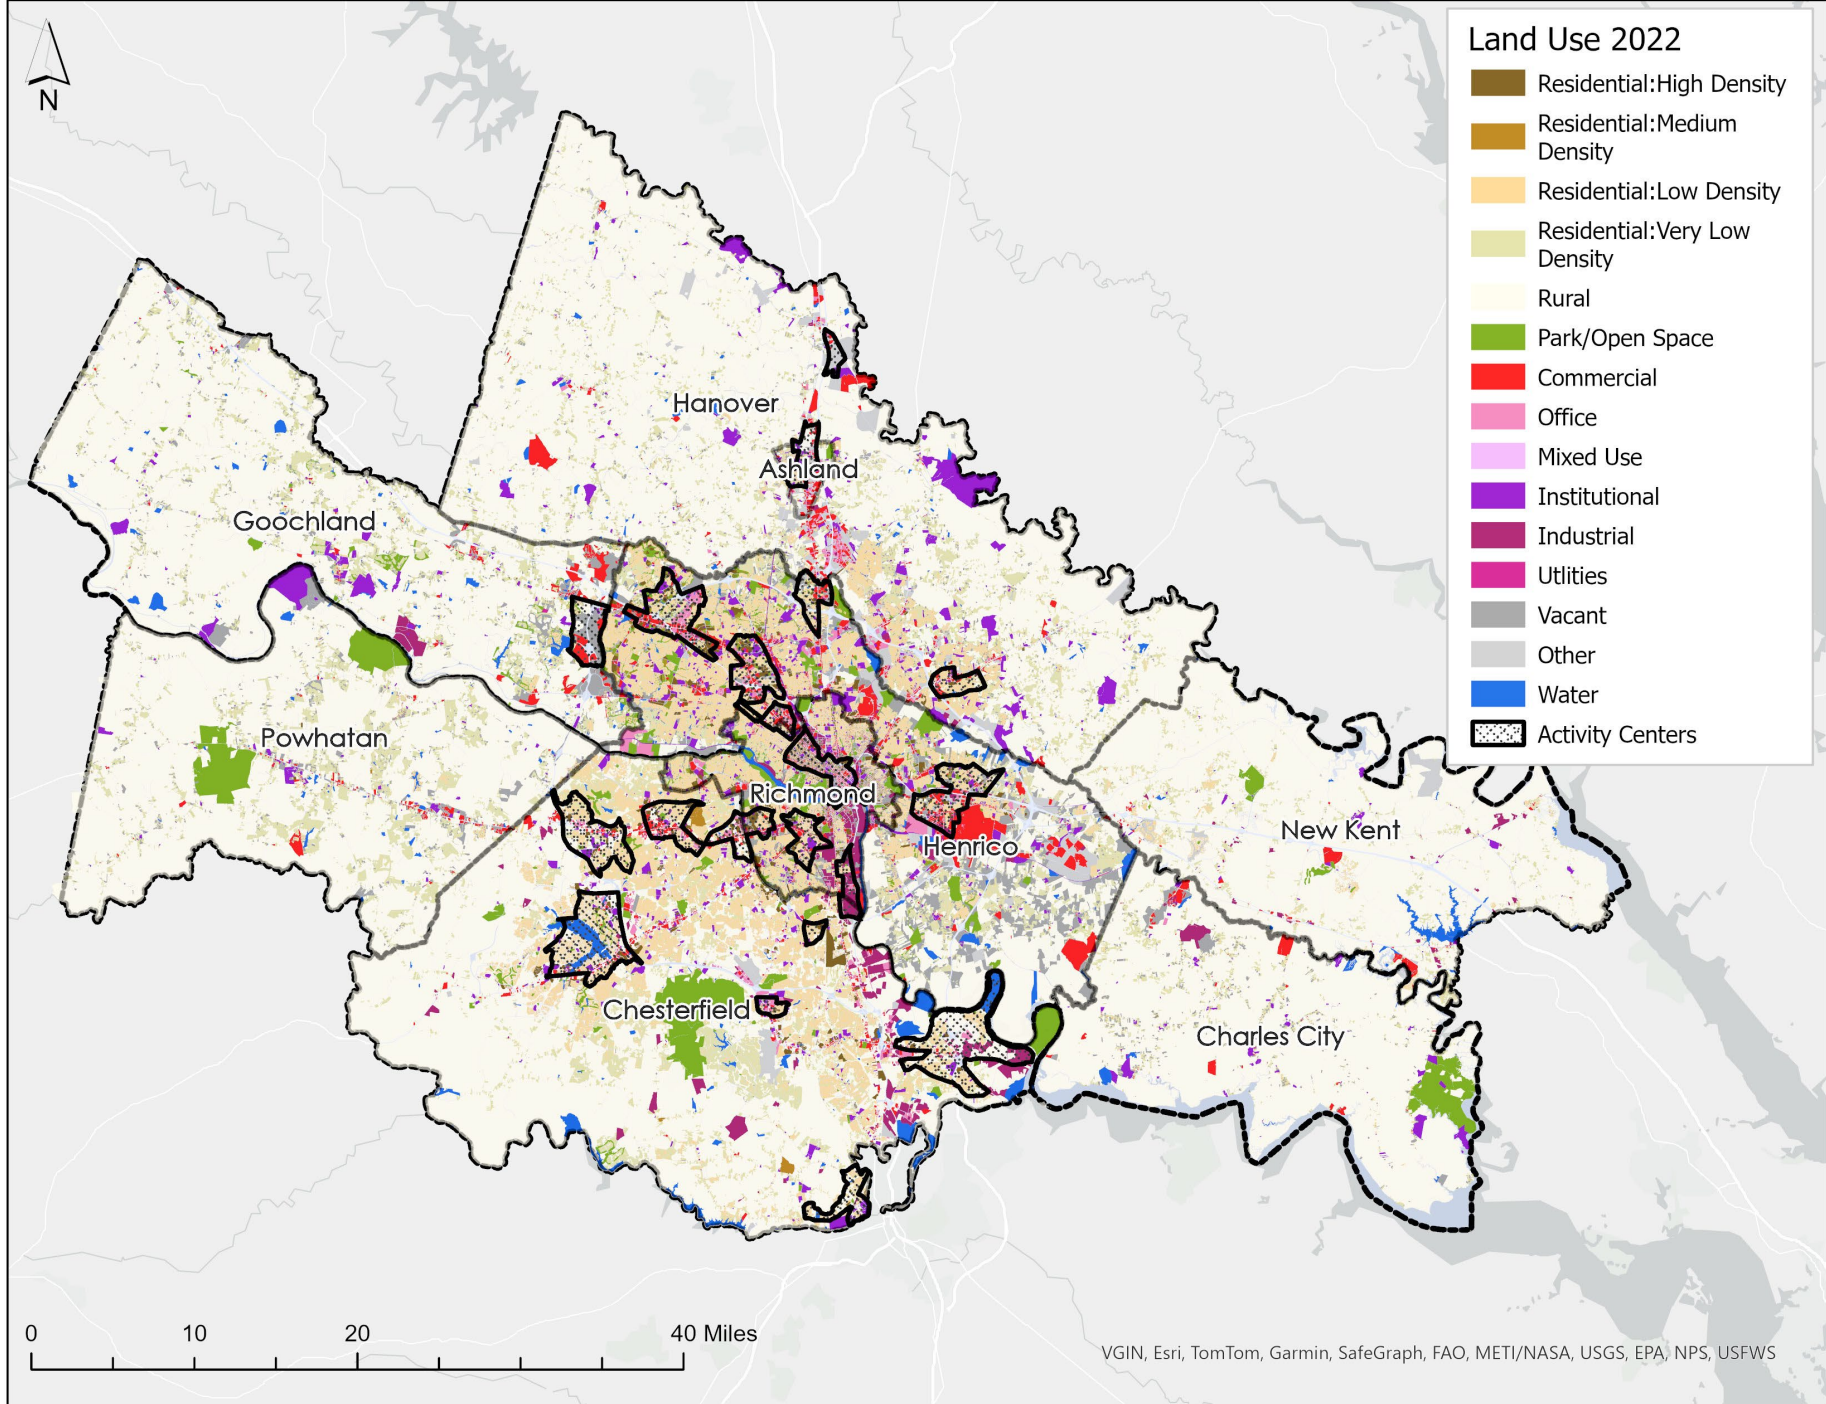 Land Use 2022
Residential:High Density
Residential:Medium
Density
Residential:Low Density
Residential:Very Low
Density
Rural
Park/Open Space
Commercial
Office
Mixed Use
Institutional
Industrial
Utlities
Vacant
Other
Water
Activity Centers
N
Hanover
Ashland
Goochland
Powhatan
Richmond
Henrico
New Kent
Chesterfield
Charles City
0 10 20 40 Miles
VGIN, Esri, TomTom, Garmin, SafeGraph, FAO, METI/NASA, USGS, EPA, NPS, USFWS